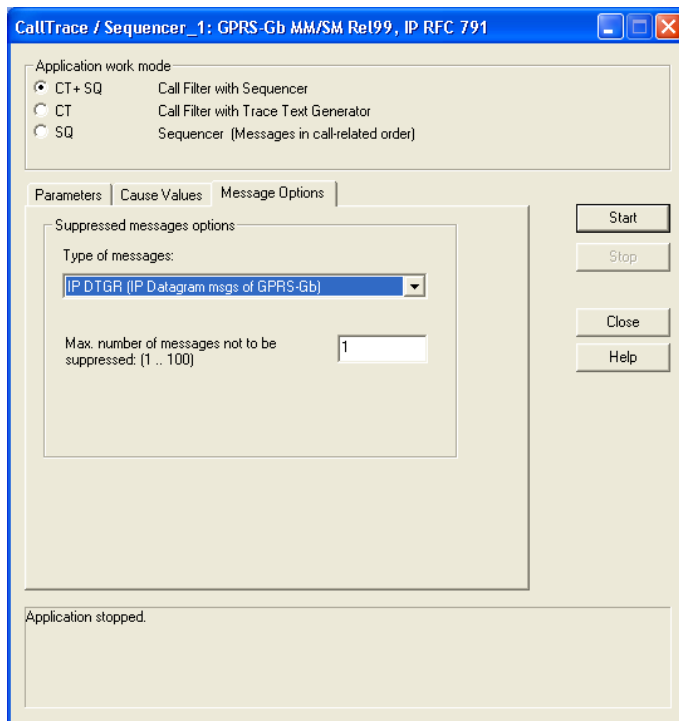 CallTrace / Sequencer_1: GPRS-Gb MM/SM Rel99, IP RFC 791
Application work mode
CT+ SQ Call Filter with Sequencer
CT Call Filter with Trace Text Generator
SQ Sequencer (Messages in call-related order)
Parameters Cause Values Message Options
Suppressed messages options
Type of messages:
IP DTGR (IP Datagram msgs of GPRS-Gb)
Max. number of messages not to be
suppressed: (1 .. 100)
1
Start
Stop
Close
Help
Application stopped.